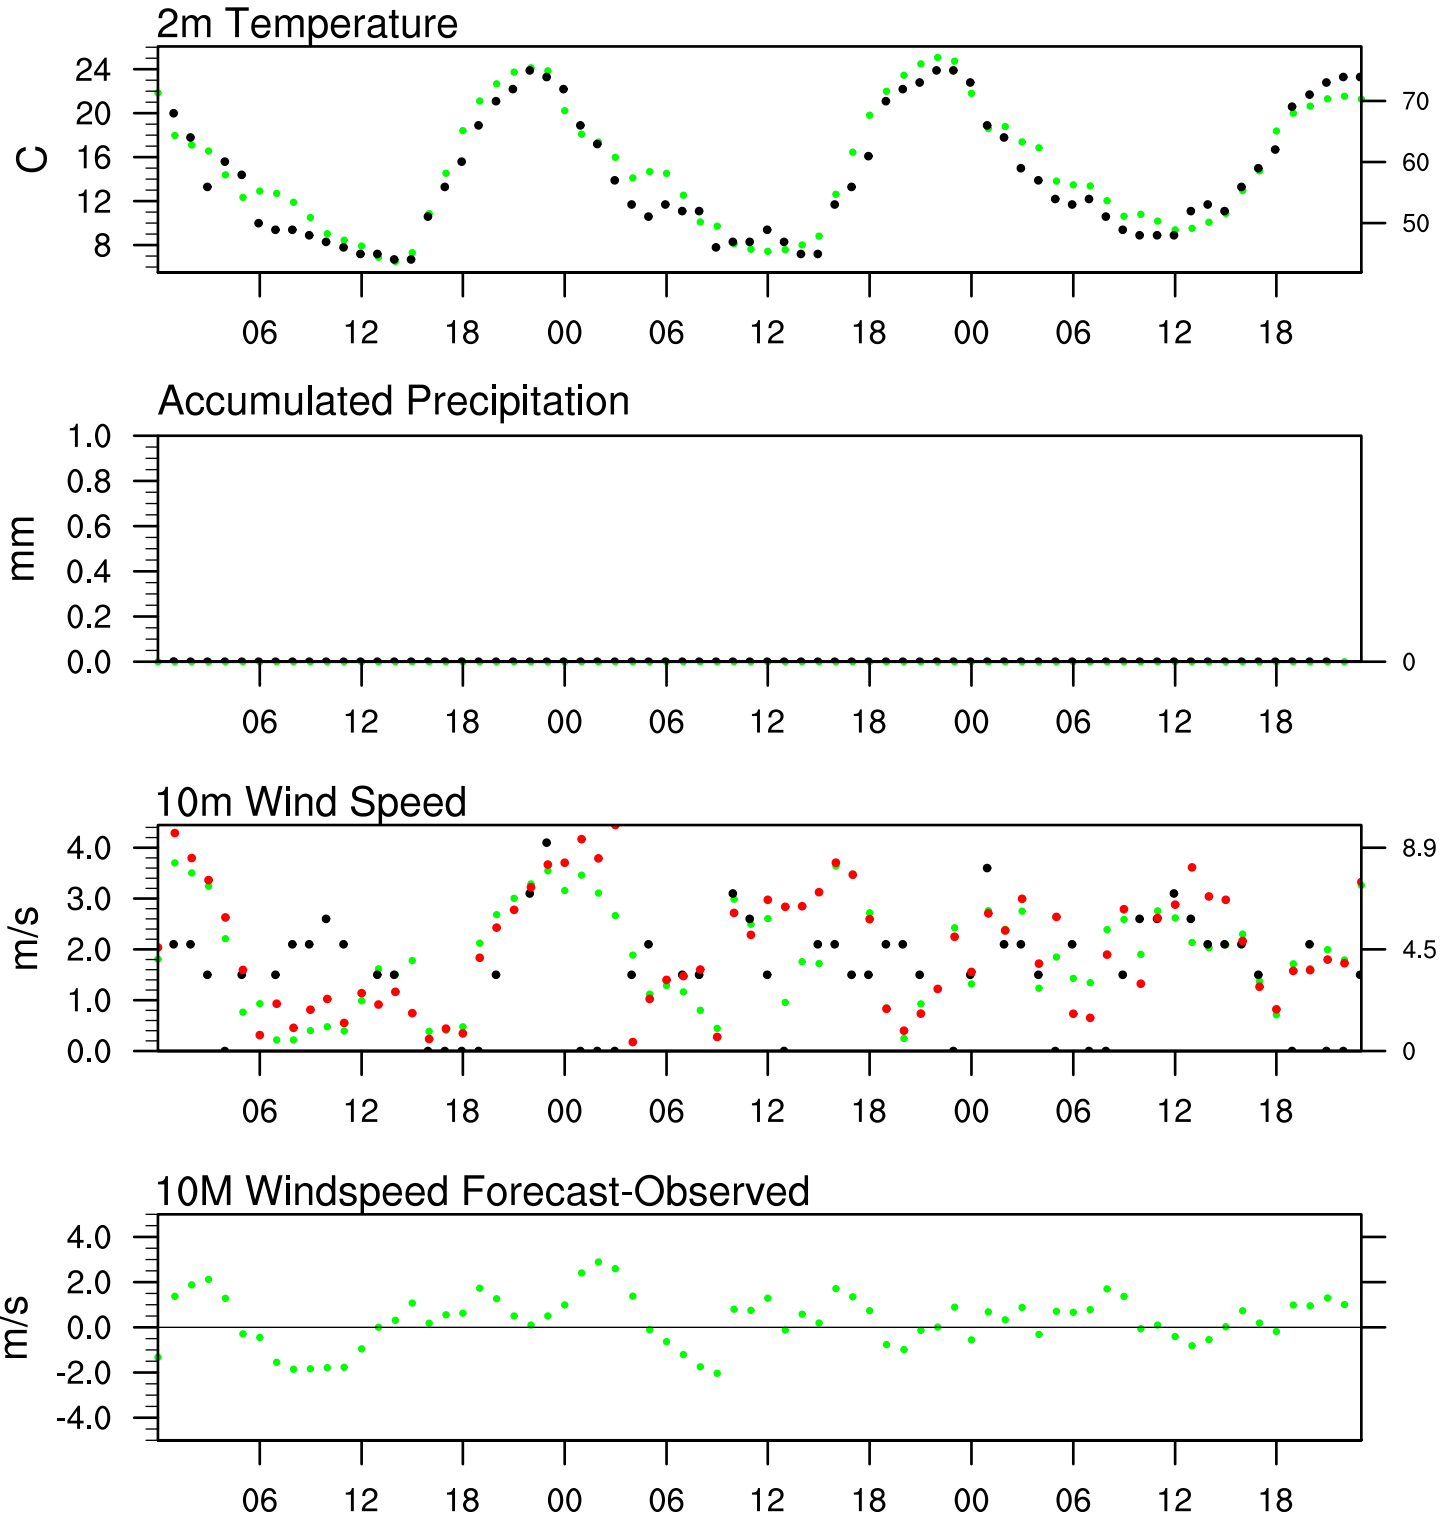 2m Temperature
24
20
16
12
8
C
70
60
50
06 12 18 00 06 12 18 00 06 12 18
Accumulated Precipitation
1.0
0.8
0.6
0.4
0.2
0.0
mm
0
06 12 18 00 06 12 18 00 06 12 18
10m Wind Speed
4.0
3.0
2.0
1.0
0.0
m/s
8.9
4.5
0
06 12 18 00 06 12 18 00 06 12 18
10M Windspeed Forecast-Observed
4.0
2.0
0.0
-2.0
-4.0
m/s
06 12 18 00 06 12 18 00 06 12 18